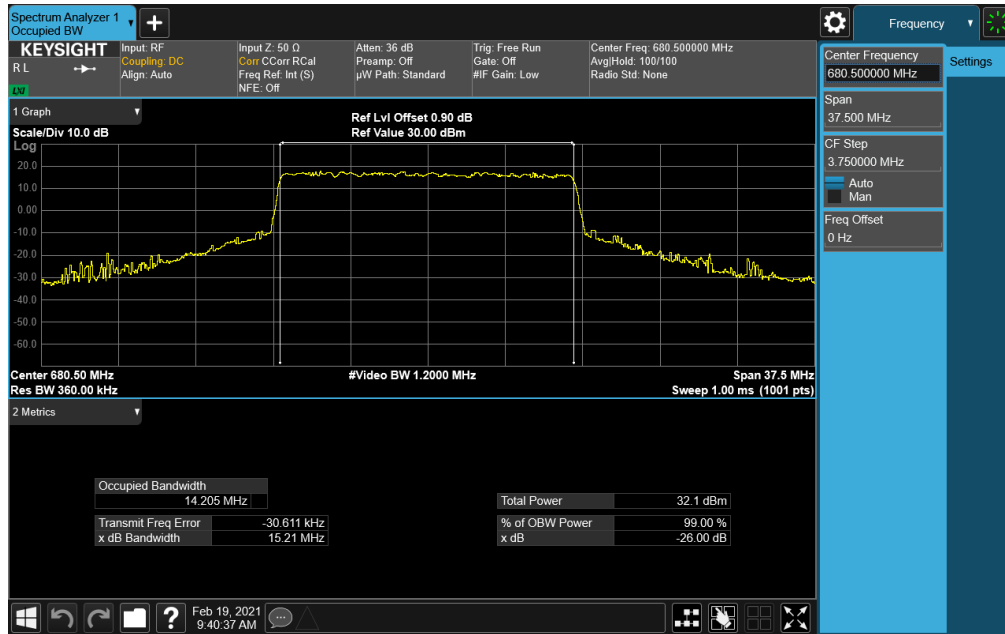 Spectrum Analyzer 1
Occupied BW
Frequency
KEYSIGHT
R L
LXI
Input: RF
Coupling: DC
Align: Auto
Input Z: 50 Ω
Corr CCorr RCal
Freq Ref: Int (S)
NFE: Off
Atten: 36 dB
Preamp: Off
µW Path: Standard
Trig: Free Run
Gate: Off
#IF Gain: Low
Center Freq: 680.500000 MHz
Avg|Hold: 100/100
Radio Std: None
Center Frequency
680.500000 MHz
Settings
Span
37.500 MHz
CF Step
3.750000 MHz
Auto
Man
Freq Offset
0 Hz
1 Graph
Scale/Div 10.0 dB
Ref Lvl Offset 0.90 dB
Ref Value 30.00 dBm
Log
20.0
10.0
0.00
-10.0
-20.0
-30.0
-40.0
-50.0
-60.0
Center 680.50 MHz
Res BW 360.00 kHz
#Video BW 1.2000 MHz
Span 37.5 MHz
Sweep 1.00 ms (1001 pts)
2 Metrics
Occupied Bandwidth
14.205 MHz
Transmit Freq Error -30.611 kHz
x dB Bandwidth 15.21 MHz
Total Power 32.1 dBm
% of OBW Power 99.00 %
x dB -26.00 dB
Feb 19, 2021
9:40:37 AM